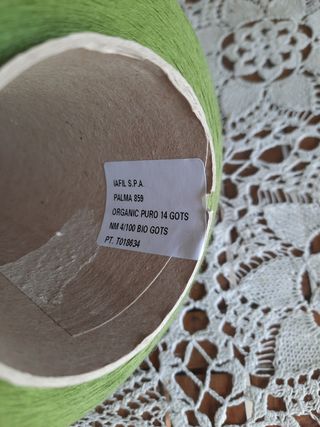 IAFIL S.P.A.
PALMA 859
ORGANIC PURO 14 GOTS
NM 4/100 BIO GOTS
PT. T018634